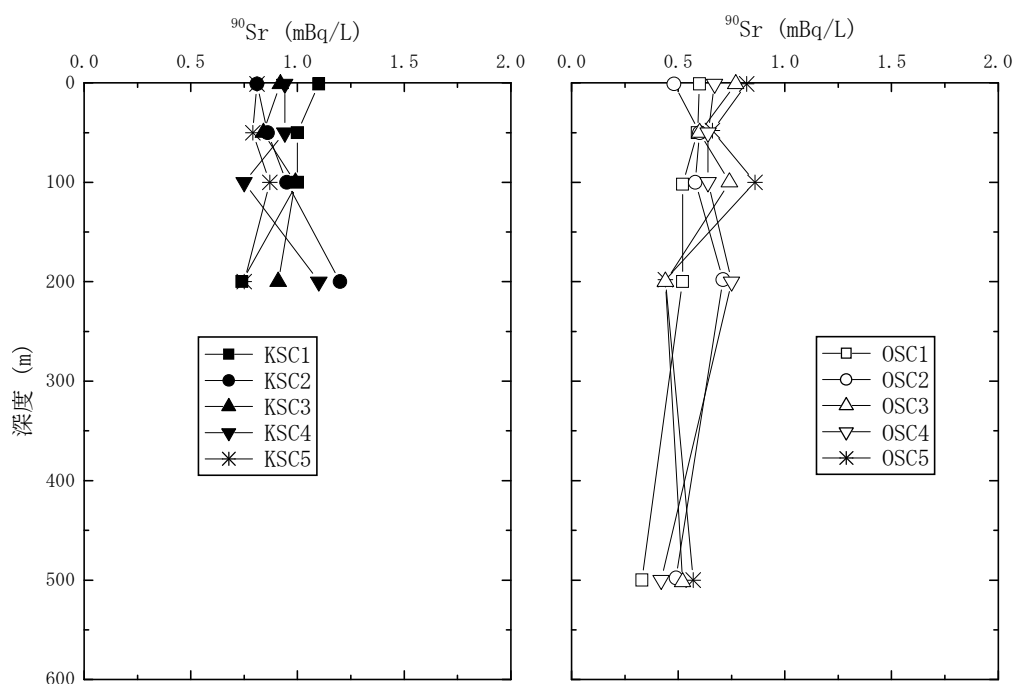 ⁹⁰Sr (mBq/L)
0.0 0.5 1.0 1.5 2.0
0
100
200
300
400
500
600
深度 (m)
KSC1
KSC2
KSC3
KSC4
KSC5
⁹⁰Sr (mBq/L)
0.0 0.5 1.0 1.5 2.0
OSC1
OSC2
OSC3
OSC4
OSC5